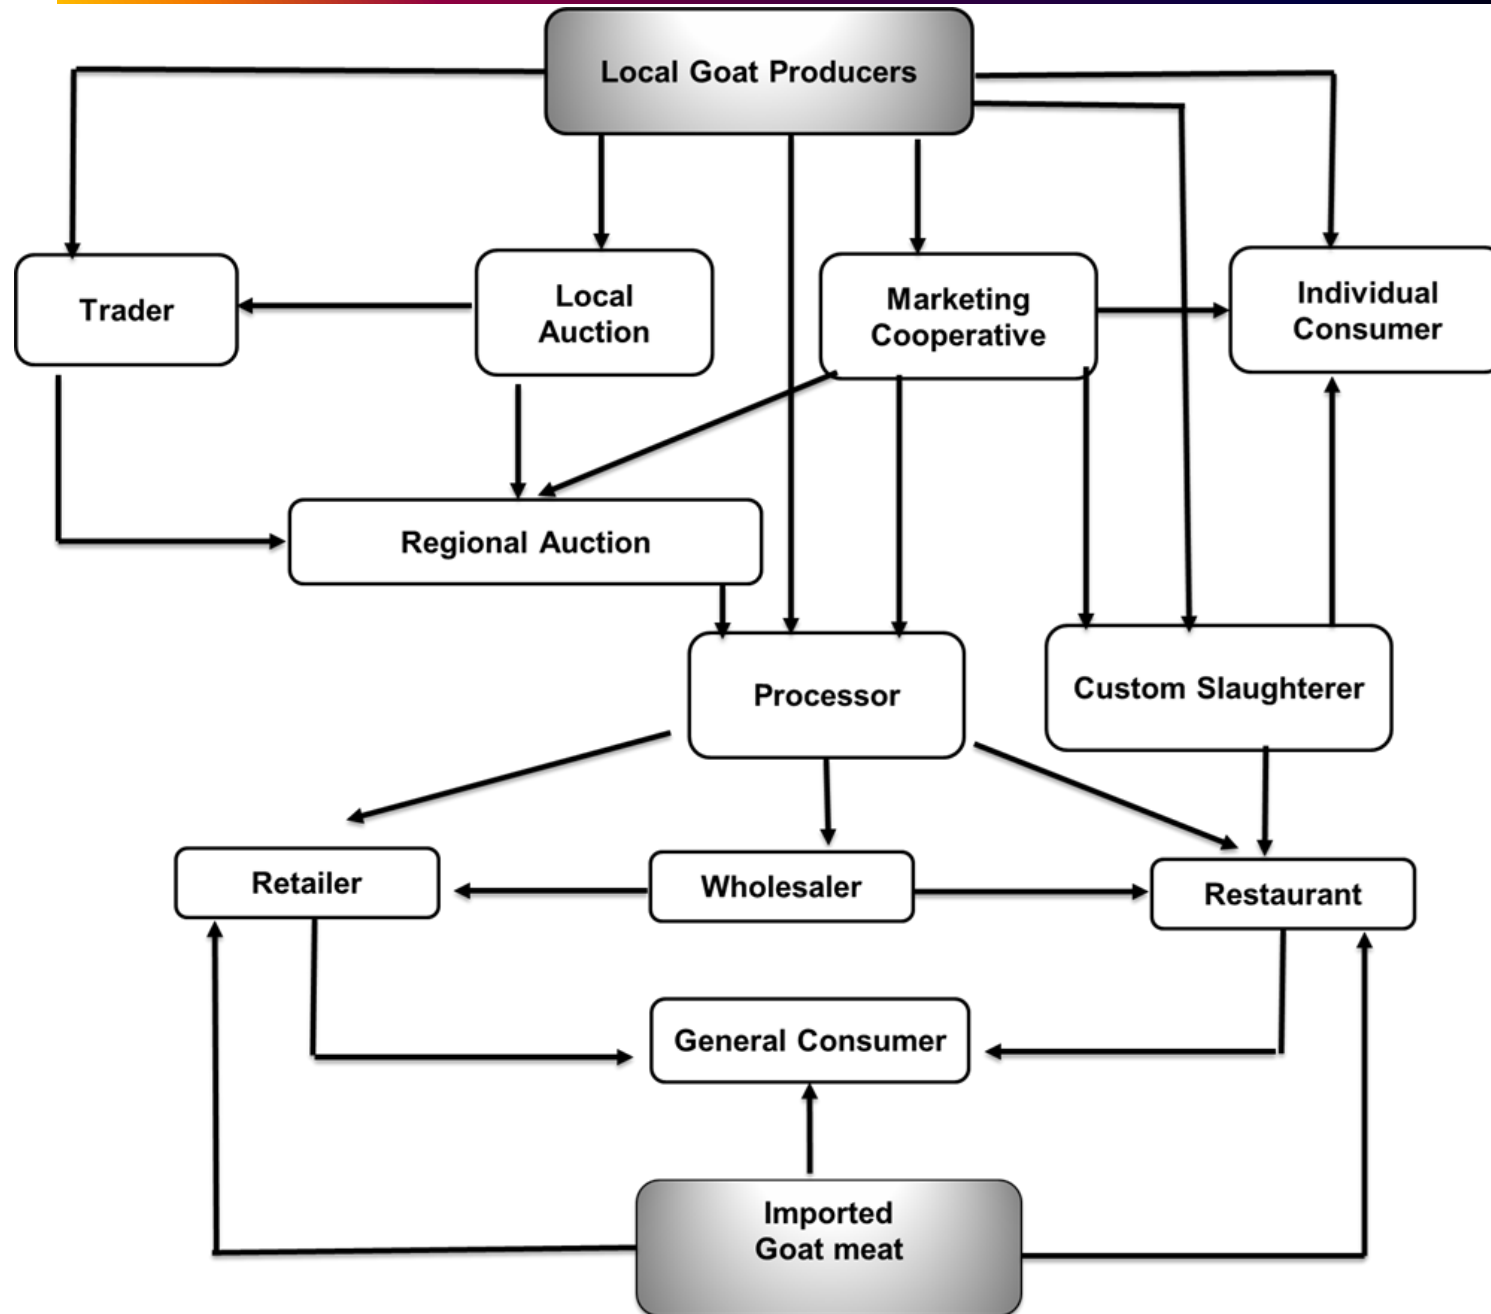 Local Goat Producers
Trader
Local
Auction
Marketing
Cooperative
Individual
Consumer
Regional Auction
Processor
Custom Slaughterer
Retailer
Wholesaler
Restaurant
General Consumer
Imported
Goat meat